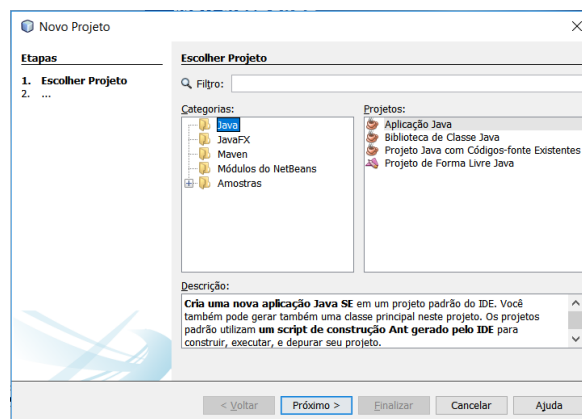 Novo Projeto
Etapas
1. Escolher Projeto
2. ...
Escolher Projeto
Filtro:
Categorias:
Java
JavaFX
Maven
Módulos do NetBeans
Amostras
Projetos:
Aplicação Java
Biblioteca de Classe Java
Projeto Java com Códigos-fonte Existentes
Projeto de Forma Livre Java
Descrição:
Cria uma nova aplicação Java SE em um projeto padrão do IDE. Você
também pode gerar também uma classe principal neste projeto. Os projetos
padrão utilizam um script de construção Ant gerado pelo IDE para
construir, executar, e depurar seu projeto.
< Voltar
Próximo >
Finalizar
Cancelar
Ajuda